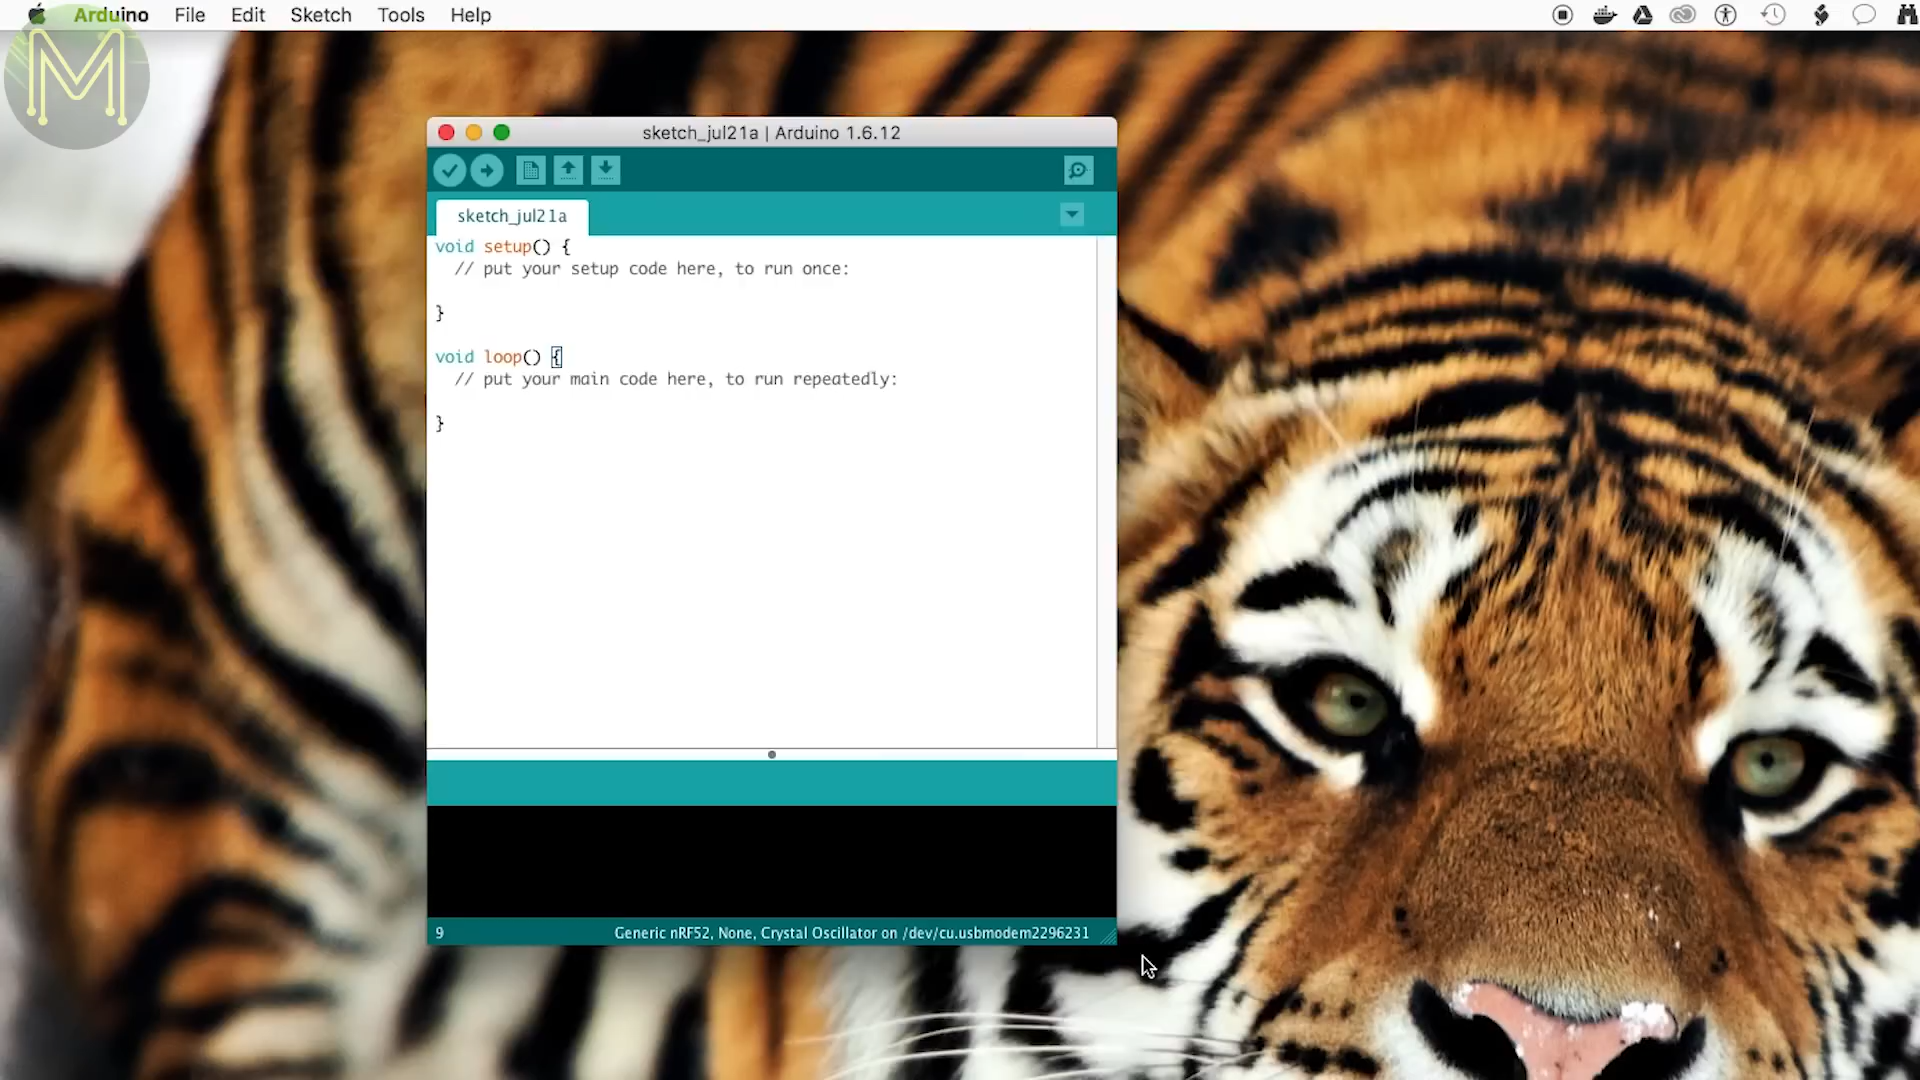 Arduino File Edit Sketch Tools Help
M
sketch_jul21a | Arduino 1.6.12
sketch_jul21a
void setup() {
// put your setup code here, to run once:
}
void loop() {
// put your main code here, to run repeatedly:
}
9 Generic nRF52, None, Crystal Oscillator on /dev/cu.usbmodem2296231